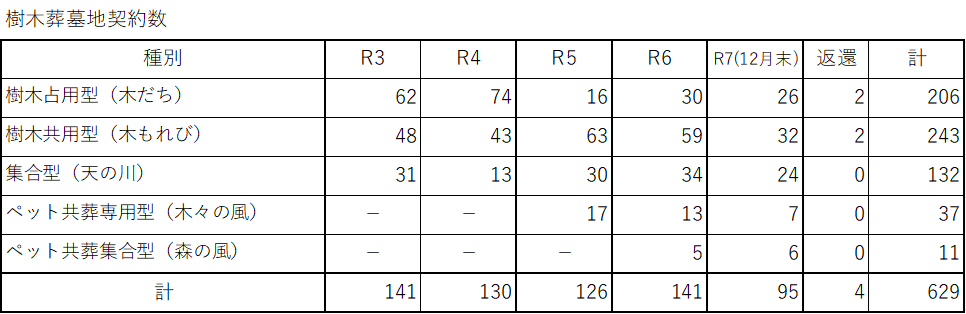 樹木葬墓地契約数
種別 R3 R4 R5 R6 R7(12月末) 返還 計
樹木占用型（木だち） 62 74 16 30 26 2 206
樹木共用型（木もれび） 48 43 63 59 32 2 243
集合型（天の川） 31 13 30 34 24 0 132
ペット共葬専用型（木々の風） － － 17 13 7 0 37
ペット共葬集合型（森の風） － － － 5 6 0 11
計 141 130 126 141 95 4 629